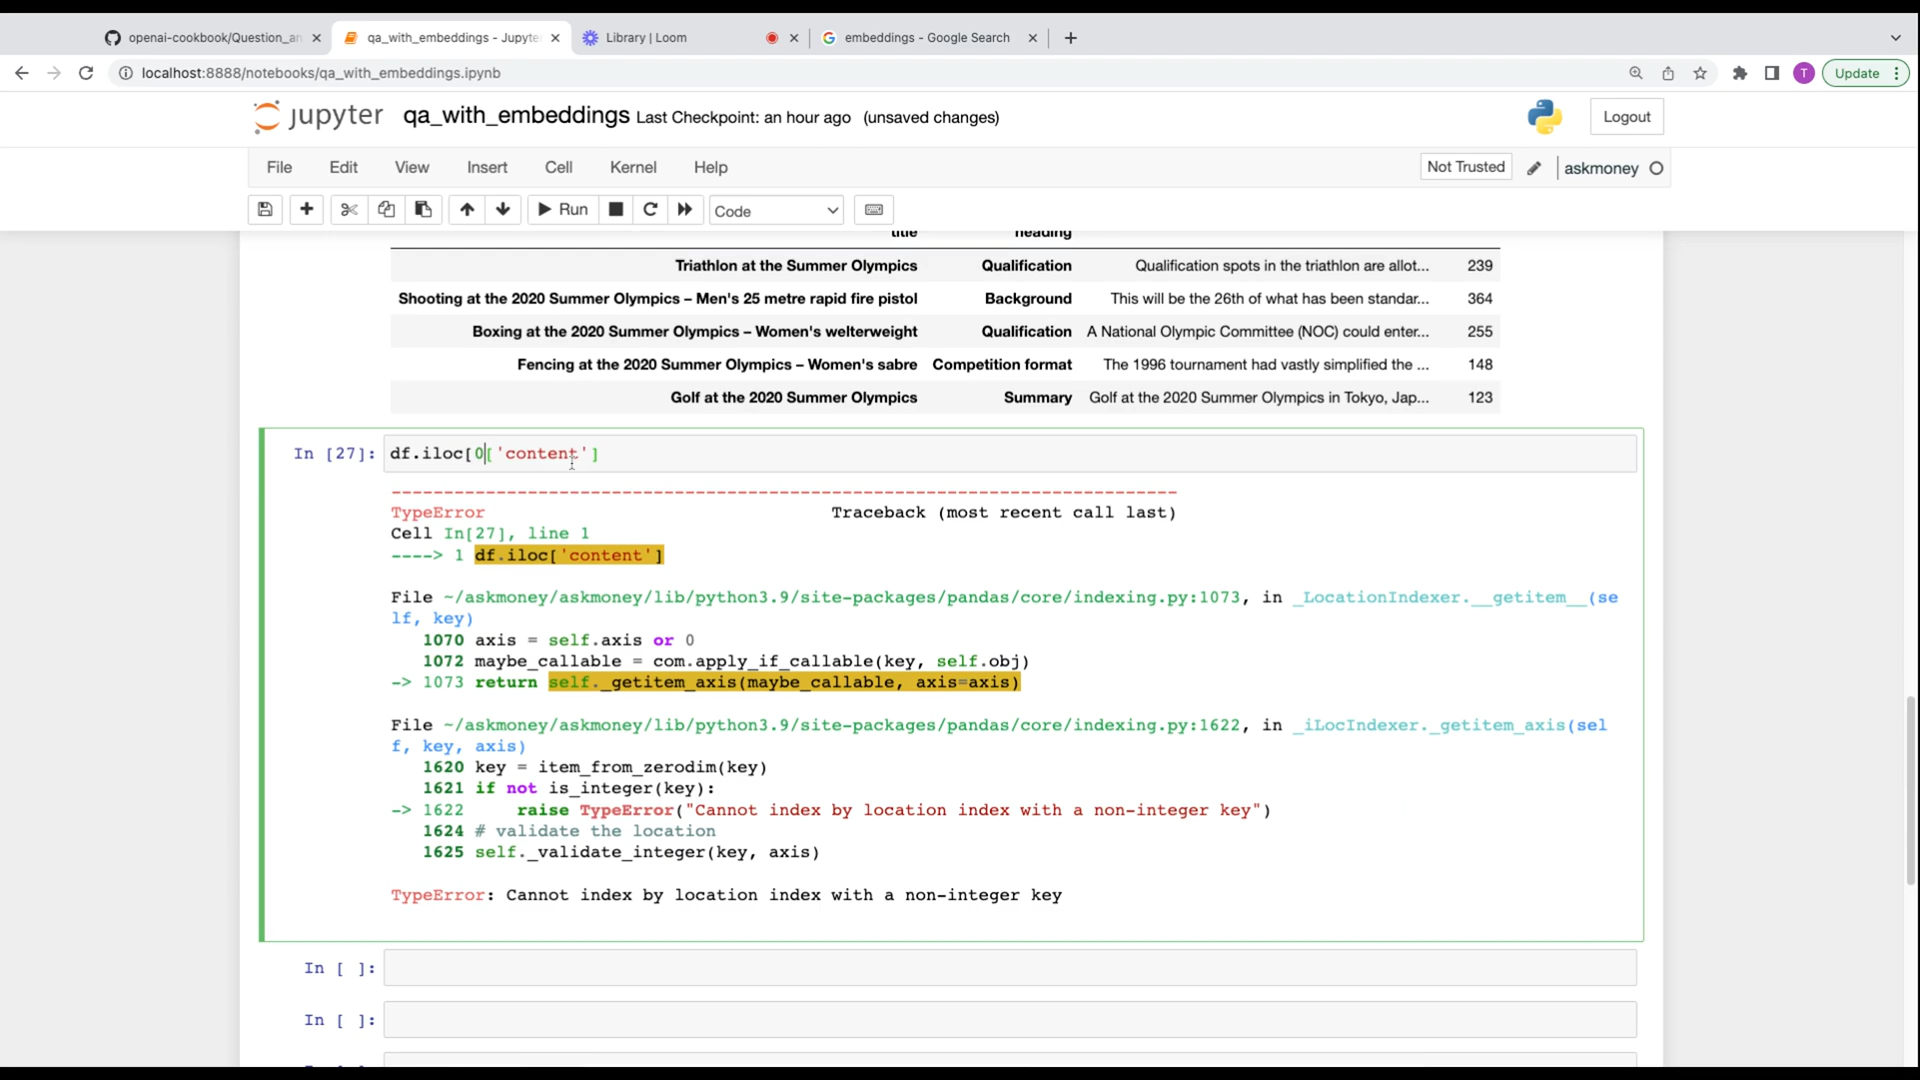 openai-cookbook/Question_an
qa_with_embeddings - Jupyte
Library | Loom
embeddings - Google Search
localhost:8888/notebooks/qa_with_embeddings.ipynb
T
Update
jupyter qa_with_embeddings Last Checkpoint: an hour ago (unsaved changes)
Logout
File Edit View Insert Cell Kernel Help
Not Trusted
askmoney
Run
Code
title heading
Triathlon at the Summer Olympics Qualification Qualification spots in the triathlon are allot... 239
Shooting at the 2020 Summer Olympics – Men's 25 metre rapid fire pistol Background This will be the 26th of what has been standar... 364
Boxing at the 2020 Summer Olympics – Women's welterweight Qualification A National Olympic Committee (NOC) could enter... 255
Fencing at the 2020 Summer Olympics – Women's sabre Competition format The 1996 tournament had vastly simplified the ... 148
Golf at the 2020 Summer Olympics Summary Golf at the 2020 Summer Olympics in Tokyo, Jap... 123
In [27]: df.iloc[0['content']
---------------------------------------------------------------------------
TypeError Traceback (most recent call last)
Cell In[27], line 1
----> 1 df.iloc['content']
File ~/askmoney/askmoney/lib/python3.9/site-packages/pandas/core/indexing.py:1073, in _LocationIndexer.__getitem__(se
lf, key)
1070 axis = self.axis or 0
1072 maybe_callable = com.apply_if_callable(key, self.obj)
-> 1073 return self._getitem_axis(maybe_callable, axis=axis)
File ~/askmoney/askmoney/lib/python3.9/site-packages/pandas/core/indexing.py:1622, in _iLocIndexer._getitem_axis(sel
f, key, axis)
1620 key = item_from_zerodim(key)
1621 if not is_integer(key):
-> 1622 raise TypeError("Cannot index by location index with a non-integer key")
1624 # validate the location
1625 self._validate_integer(key, axis)
TypeError: Cannot index by location index with a non-integer key
In [ ]:
In [ ]: